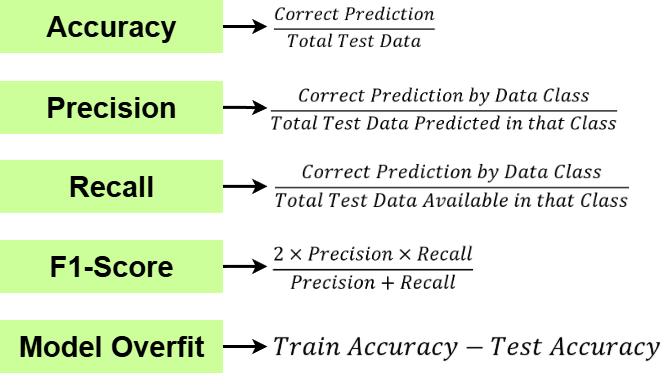 Accuracy
Correct Prediction
Total Test Data
Precision
Correct Prediction by Data Class
Total Test Data Predicted in that Class
Recall
Correct Prediction by Data Class
Total Test Data Available in that Class
F1-Score
2 × Precision × Recall
Precision + Recall
Model Overfit
Train Accuracy − Test Accuracy